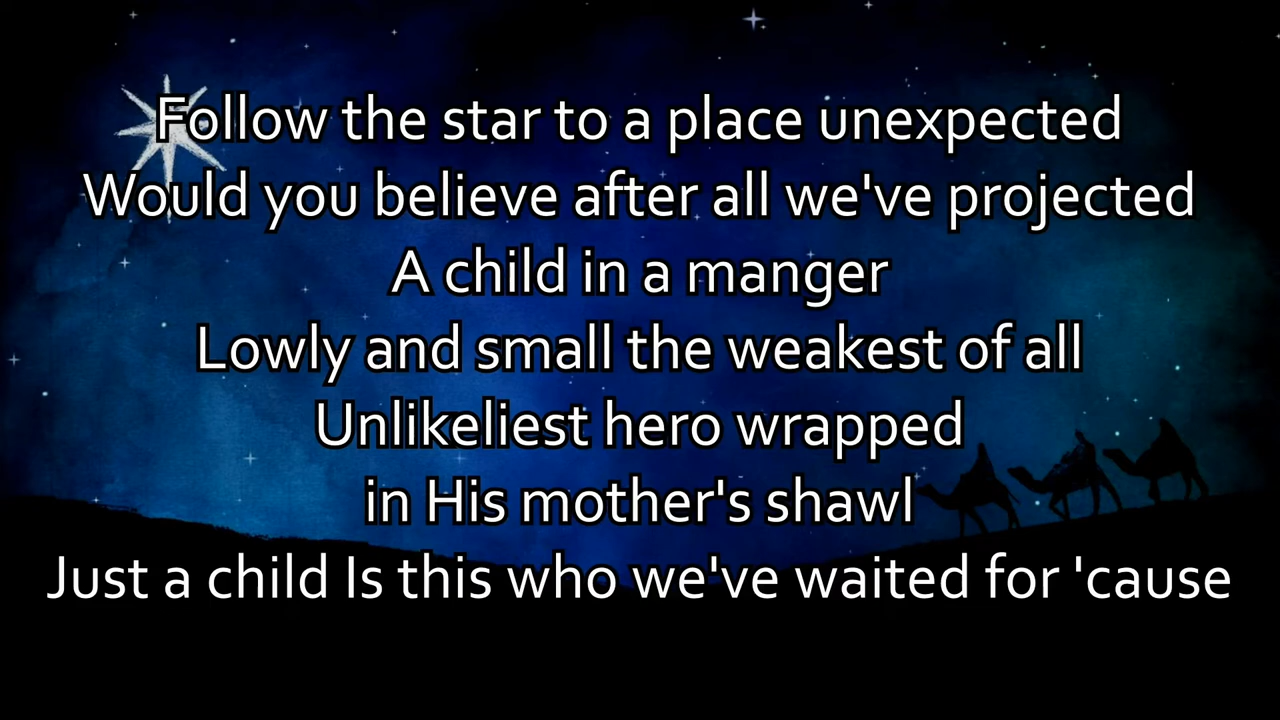 Follow the star to a place unexpected
Would you believe after all we've projected
A child in a manger
Lowly and small the weakest of all
Unlikeliest hero wrapped
in His mother's shawl
Just a child Is this who we've waited for 'cause